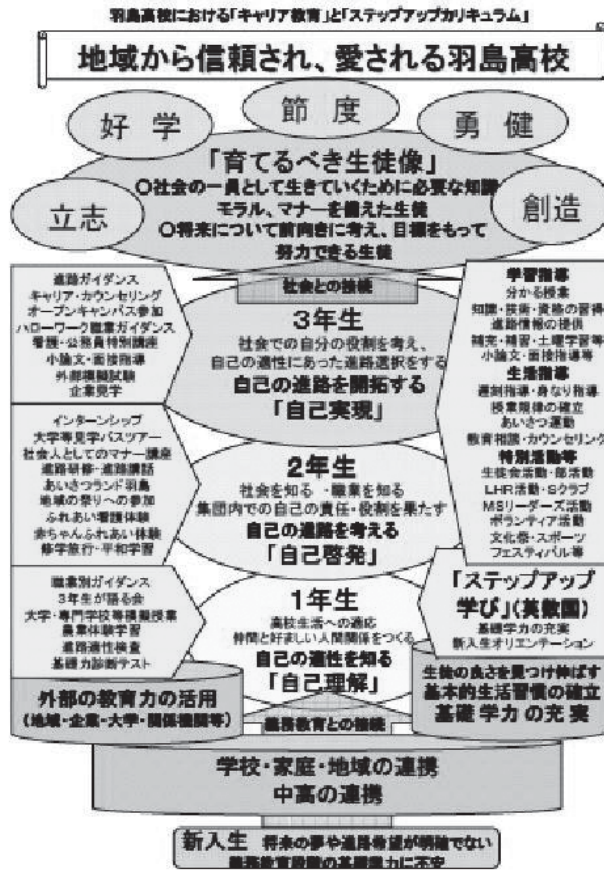 羽島高校における「キャリア教育」と「ステップアップカリキュラム」
地域から信頼され、愛される羽島高校
好学
節度
勇健
立志
創造
「育てるべき生徒像」
○社会の一員として生きていくために必要な知識
モラル、マナーを備えた生徒
○将来について前向きに考え、目標をもって
努力できる生徒
社会との接続
進路ガイダンス
キャリア・カウンセリング
オープンキャンパス参加
ハローワーク職業ガイダンス
看護・公務員特別講座
小論文・面接指導
外部模擬試験
企業見学
3年生
社会での自分の役割を考え、
自己の適性にあった進路選択をする
自己の進路を開拓する
「自己実現」
学習指導
分かる授業
知識・技術・資格の習得
進路情報の提供
補充・補習・土曜学習等
小論文・面接指導等
生活指導
遅刻指導・身なり指導
授業規律の確立
あいさつ運動
教育相談・カウンセリング
特別活動等
生徒会活動・部活動
LHR活動・Sクラブ
MSリーダーズ活動
ボランティア活動
文化祭・スポーツ
フェスティバル等
インターンシップ
大学等見学バスツアー
社会人としてのマナー講座
進路研修・進路講話
あいさつランド羽島
地域の祭りへの参加
ふれあい看護体験
赤ちゃんふれあい体験
修学旅行・平和学習
2年生
社会を知る ・職業を知る
集団内での自己の責任・役割を果たす
自己の進路を考える
「自己啓発」
職業別ガイダンス
3年生が語る会
大学・専門学校等模擬授業
農業体験学習
進路適性検査
基礎力診断テスト
1年生
高校生活への適応
仲間と好ましい人間関係をつくる
自己の適性を知る
「自己理解」
「ステップアップ
学び」(英数国)
基礎学力の充実
新入生オリエンテーション
外部の教育力の活用
(地域・企業・大学・関係機関等)
生徒の良さを見つけ伸ばす
基本的生活習慣の確立
基礎学力の充実
義務教育との接続
学校・家庭・地域の連携
中高の連携
新入生 将来の夢や進路希望が明確でない
義務教育段階の基礎学力に不安